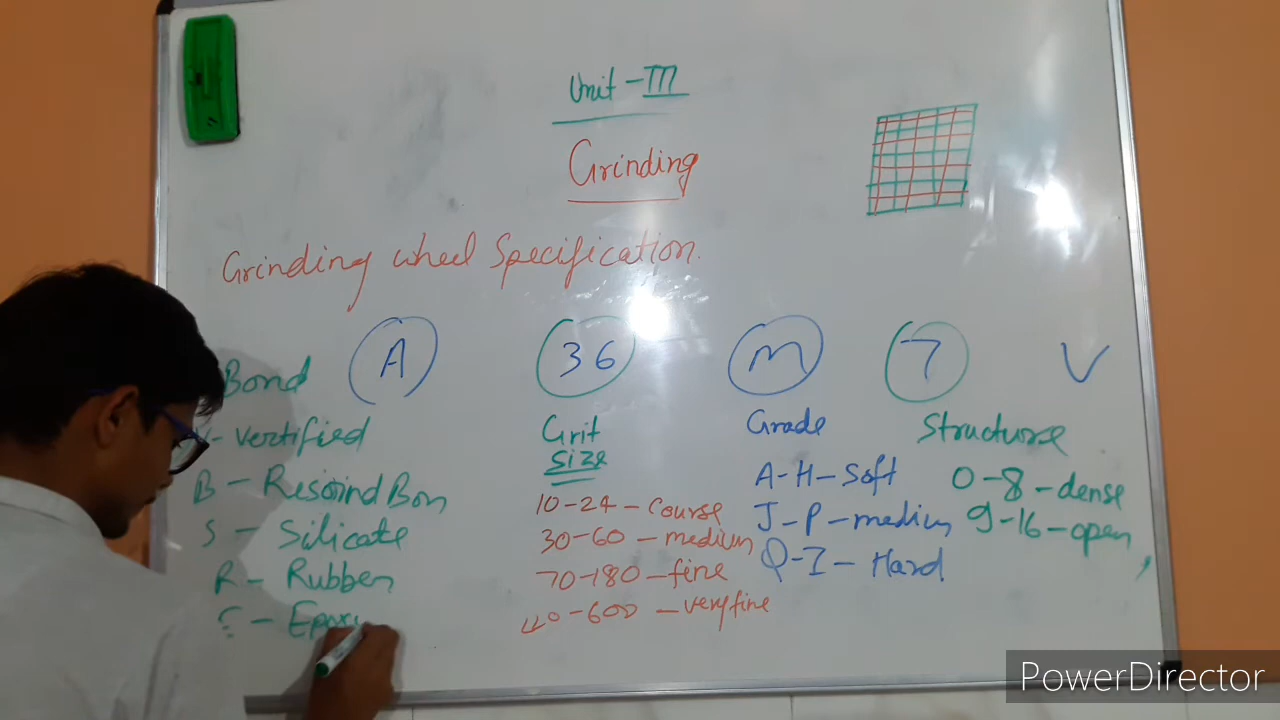 Unit - III
Grinding
Grinding wheel Specification.
A 36 M 7 V
Bond
V- vertified
B - Resoind Bon
S - Silicate
R - Rubben
E - Epoxy
Grit
Size
10-24 - Course
30-60 - medium
70-180 - fine
-600 - very fine
Grade
A-H - Soft
J-P - medium
Q-I - Hard
Structure
0-8 - dense
9-16 - open
PowerDirector